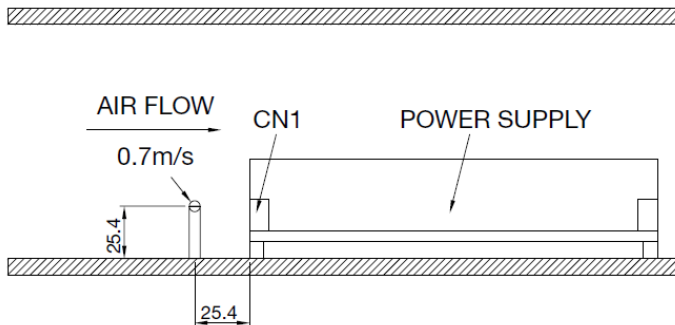 AIR FLOW
CN1
POWER SUPPLY
0.7m/s
25.4
25.4